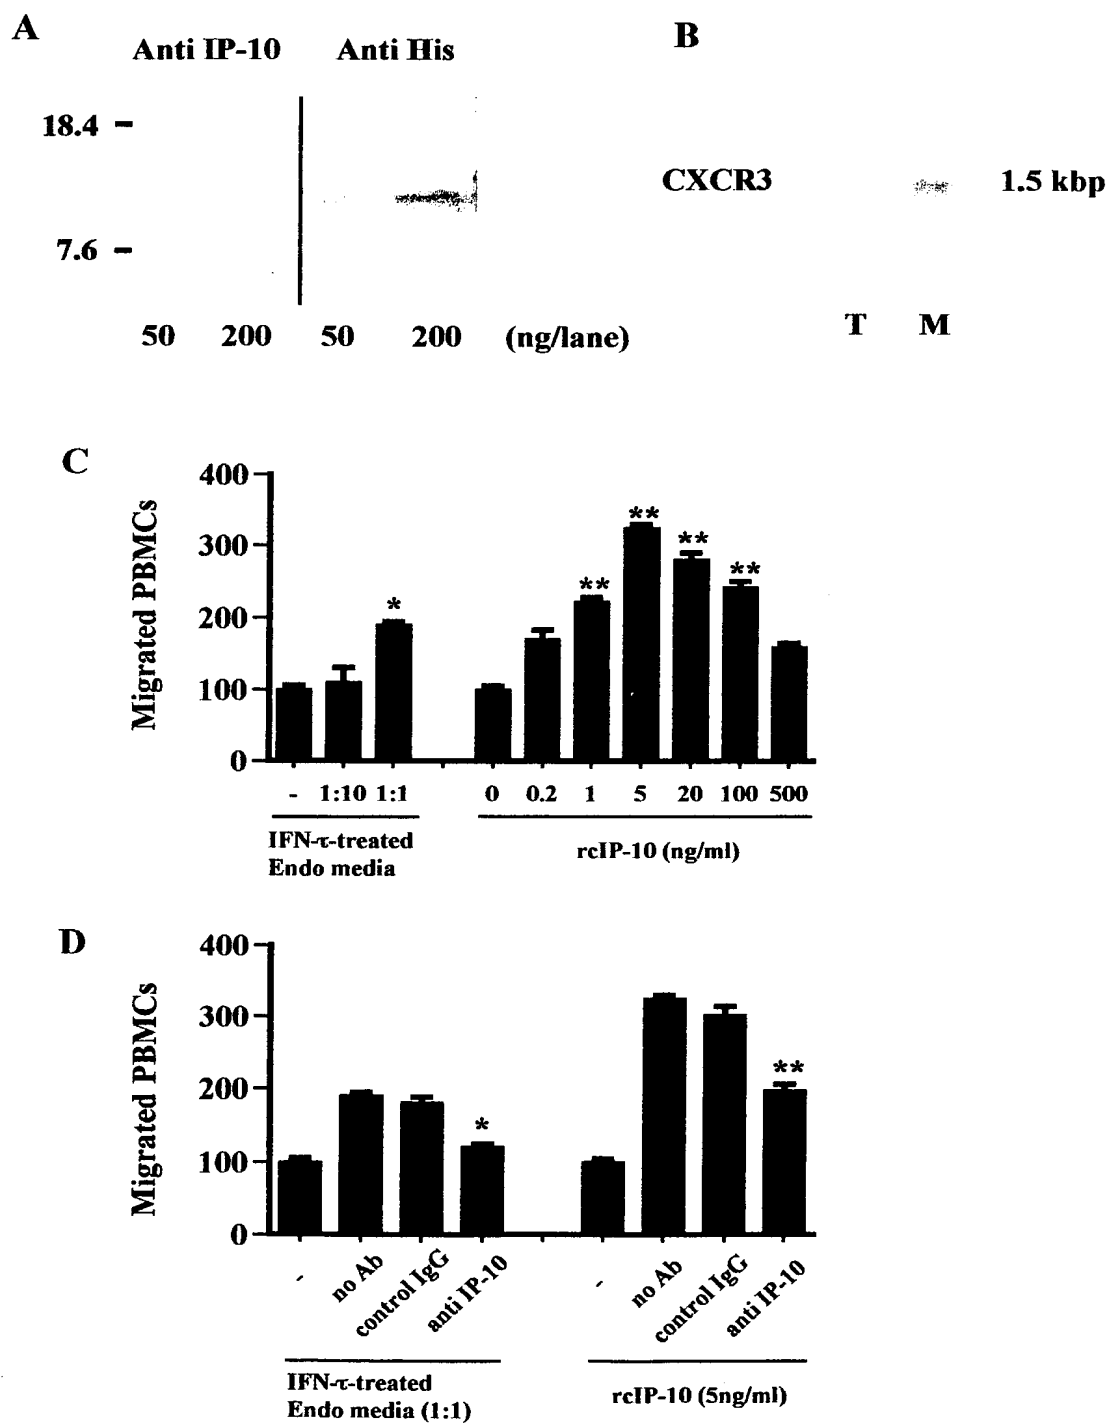 A
B
Anti IP-10 Anti His
18.4
7.6
CXCR3 1.5 kbp
50 200 50 200 (ng/lane)
T M
C
400
300
200
100
0
Migrated PBMCs
*
** ** ** **
- 1:10 1:1 0 0.2 1 5 20 100 500
IFN-τ-treated
Endo media
rcIP-10 (ng/ml)
D
400
300
200
100
0
Migrated PBMCs
*
**
- no Ab control IgG anti IP-10 - no Ab control IgG anti IP-10
IFN-τ-treated
Endo media (1:1)
rcIP-10 (5ng/ml)